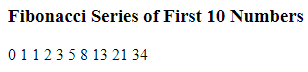 Fibonacci Series of First 10 Numbers
0 1 1 2 3 5 8 13 21 34